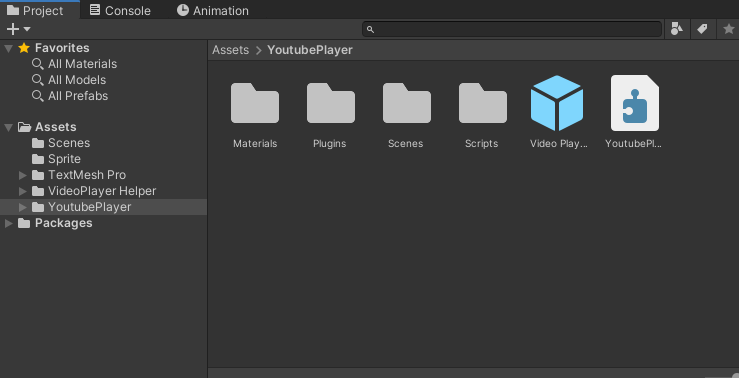 Project
Console
Animation
Favorites
All Materials
All Models
All Prefabs
Assets
Scenes
Sprite
TextMesh Pro
VideoPlayer Helper
YoutubePlayer
Packages
Assets > YoutubePlayer
Materials
Plugins
Scenes
Scripts
Video Play...
YoutubePl...